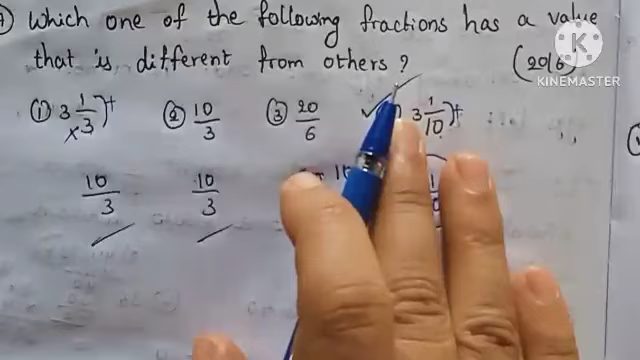 Which one of the following fractions has a value
that is different from others? (2016)
① 3 1/3 ② 10/3 ③ 20/6 3 1/10
10/3 10/3
K
KINEMASTER